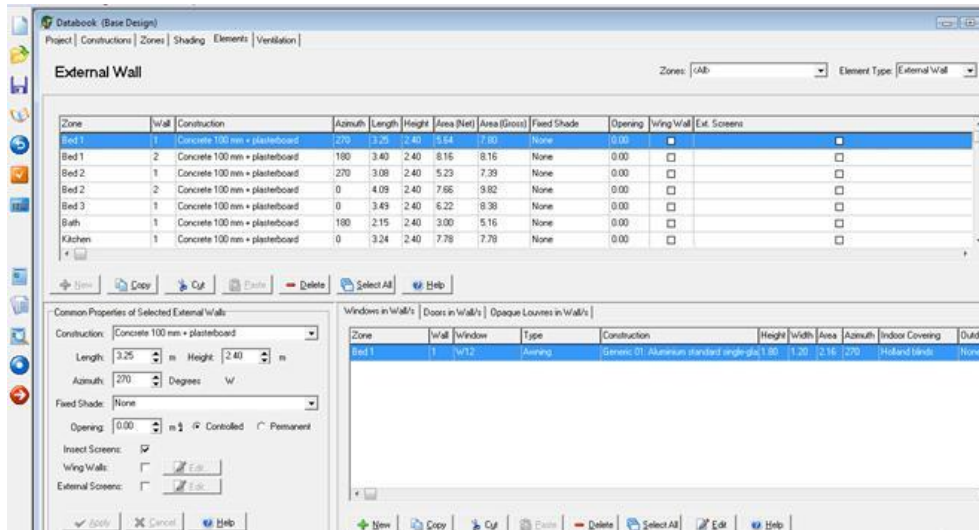 Databook (Base Design)
Project Constructions Zones Shading Elements Ventilation
External Wall Zones: <All> Element Type: External Wall
Zone Wall Construction Azimuth Length Height Area (Net) Area (Gross) Fixed Shade Opening Wing Wall Ext. Screens
Bed 1 1 Concrete 100 mm + plasterboard 270 3.25 2.40 5.64 7.80 None 0.00
Bed 1 2 Concrete 100 mm + plasterboard 180 3.40 2.40 8.16 8.16 None 0.00
Bed 2 1 Concrete 100 mm + plasterboard 270 3.08 2.40 5.23 7.39 None 0.00
Bed 2 2 Concrete 100 mm + plasterboard 0 4.09 2.40 7.66 9.82 None 0.00
Bed 3 1 Concrete 100 mm + plasterboard 0 3.49 2.40 6.22 8.38 None 0.00
Bath 1 Concrete 100 mm + plasterboard 180 2.15 2.40 3.00 5.16 None 0.00
Kitchen 1 Concrete 100 mm + plasterboard 0 3.24 2.40 7.78 7.78 None 0.00
New Copy Cut Paste Delete Select All Help
Common Properties of Selected External Walls
Construction: Concrete 100 mm + plasterboard
Length: 3.25 m Height: 2.40 m
Azimuth: 270 Degrees W
Fixed Shade: None
Opening: 0.00 m Controlled Permanent
Insect Screens:
Wing Walls: Edit
External Screens: Edit
Apply Cancel Help
Windows in Wall/s Doors in Wall/s Opaque Louvres in Wall/s
Zone Wall Window Type Construction Height Width Area Azimuth Indoor Covering Outd
Bed 1 1 W12 Awning Generic 01: Aluminium standard single-gla 1.80 1.20 2.16 270 Holland blinds None
New Copy Cut Paste Delete Select All Edit Help